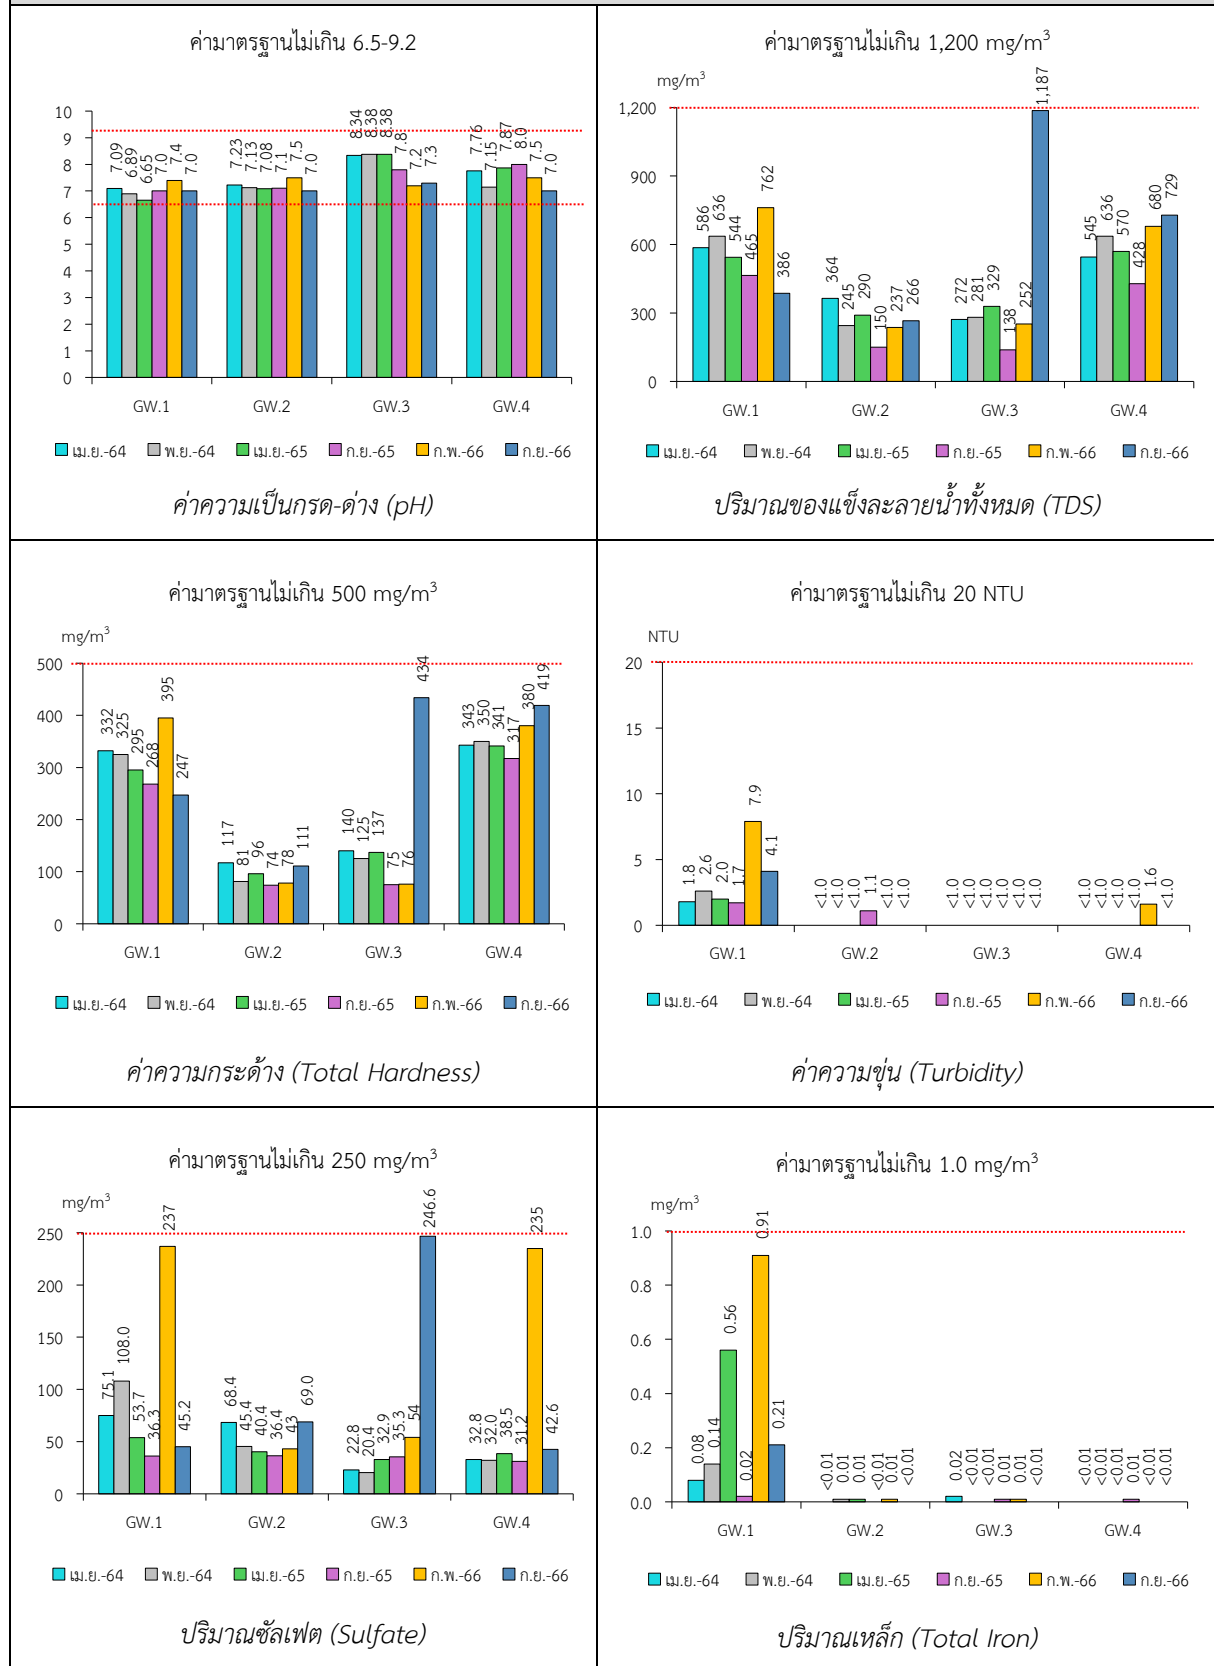 ค่ามาตรฐานไม่เกิน 6.5-9.2
10
9
8
7
6
5
4
3
2
1
0
7.09 6.89 6.65 7.0 7.4 7.0
7.23 7.13 7.08 7.1 7.5 7.0
8.34 8.38 8.38 7.8 7.2 7.3
7.76 7.15 7.87 8.0 7.5 7.0
GW.1 GW.2 GW.3 GW.4
เม.ย.-64 พ.ย.-64 เม.ย.-65 ก.ย.-65 ก.พ.-66 ก.ย.-66
ค่าความเป็นกรด-ด่าง (pH)
ค่ามาตรฐานไม่เกิน 1,200 mg/m³
mg/m³
1,200
900
600
300
0
586 636 544 465 762 386
364 245 290 150 237 266
272 281 329 138 252 1,187
545 636 570 428 680 729
GW.1 GW.2 GW.3 GW.4
เม.ย.-64 พ.ย.-64 เม.ย.-65 ก.ย.-65 ก.พ.-66 ก.ย.-66
ปริมาณของแข็งละลายน้ำทั้งหมด (TDS)
ค่ามาตรฐานไม่เกิน 500 mg/m³
mg/m³
500
400
300
200
100
0
332 325 295 268 395 247
117 81 96 74 78 111
140 125 137 75 76 434
343 350 341 317 380 419
GW.1 GW.2 GW.3 GW.4
เม.ย.-64 พ.ย.-64 เม.ย.-65 ก.ย.-65 ก.พ.-66 ก.ย.-66
ค่าความกระด้าง (Total Hardness)
ค่ามาตรฐานไม่เกิน 20 NTU
NTU
20
15
10
5
0
1.8 2.6 2.0 1.7 7.9 4.1
<1.0 <1.0 <1.0 1.1 <1.0 <1.0
<1.0 <1.0 <1.0 <1.0 <1.0 <1.0
<1.0 <1.0 <1.0 <1.0 1.6 <1.0
GW.1 GW.2 GW.3 GW.4
เม.ย.-64 พ.ย.-64 เม.ย.-65 ก.ย.-65 ก.พ.-66 ก.ย.-66
ค่าความขุ่น (Turbidity)
ค่ามาตรฐานไม่เกิน 250 mg/m³
mg/m³
250
200
150
100
50
0
75.1 108.0 53.7 36.3 237 45.2
68.4 45.4 40.4 36.4 43 69.0
22.8 20.4 32.9 35.3 54 246.6
32.8 32.0 38.5 31.2 235 42.6
GW.1 GW.2 GW.3 GW.4
เม.ย.-64 พ.ย.-64 เม.ย.-65 ก.ย.-65 ก.พ.-66 ก.ย.-66
ปริมาณซัลเฟต (Sulfate)
ค่ามาตรฐานไม่เกิน 1.0 mg/m³
mg/m³
1.0
0.8
0.6
0.4
0.2
0.0
0.08 0.14 0.56 0.02 0.91 0.21
<0.01 0.01 0.01 <0.01 0.01 <0.01
0.02 <0.01 <0.01 0.01 0.01 <0.01
<0.01 <0.01 <0.01 0.01 <0.01 <0.01
GW.1 GW.2 GW.3 GW.4
เม.ย.-64 พ.ย.-64 เม.ย.-65 ก.ย.-65 ก.พ.-66 ก.ย.-66
ปริมาณเหล็ก (Total Iron)